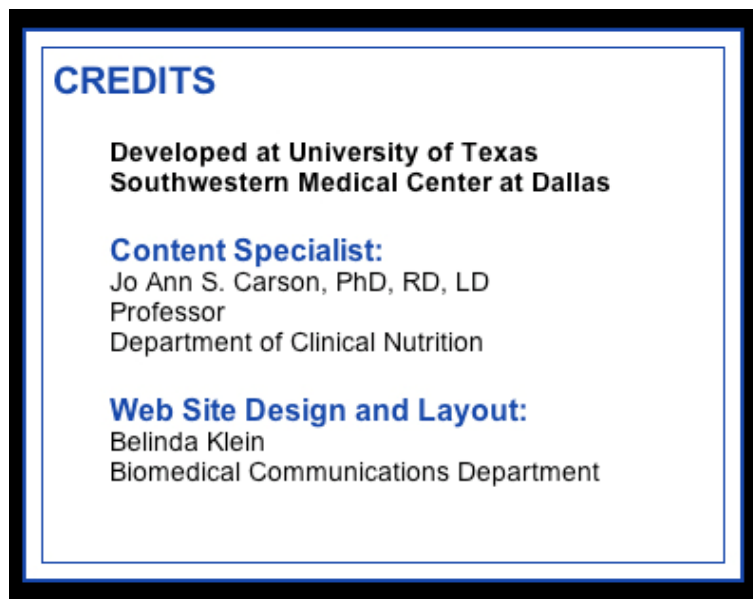 CREDITS
Developed at University of Texas
Southwestern Medical Center at Dallas
Content Specialist:
Jo Ann S. Carson, PhD, RD, LD
Professor
Department of Clinical Nutrition
Web Site Design and Layout:
Belinda Klein
Biomedical Communications Department